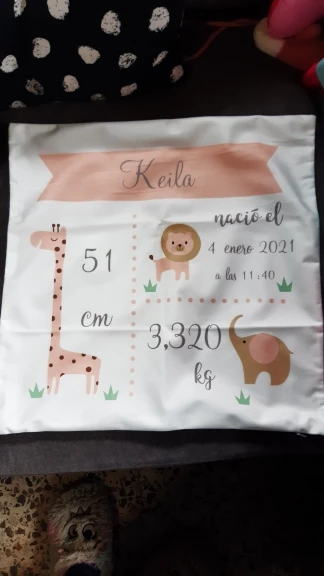 Keila
nació el
4 enero 2021
a las 11:40
51
cm
3,320
kg